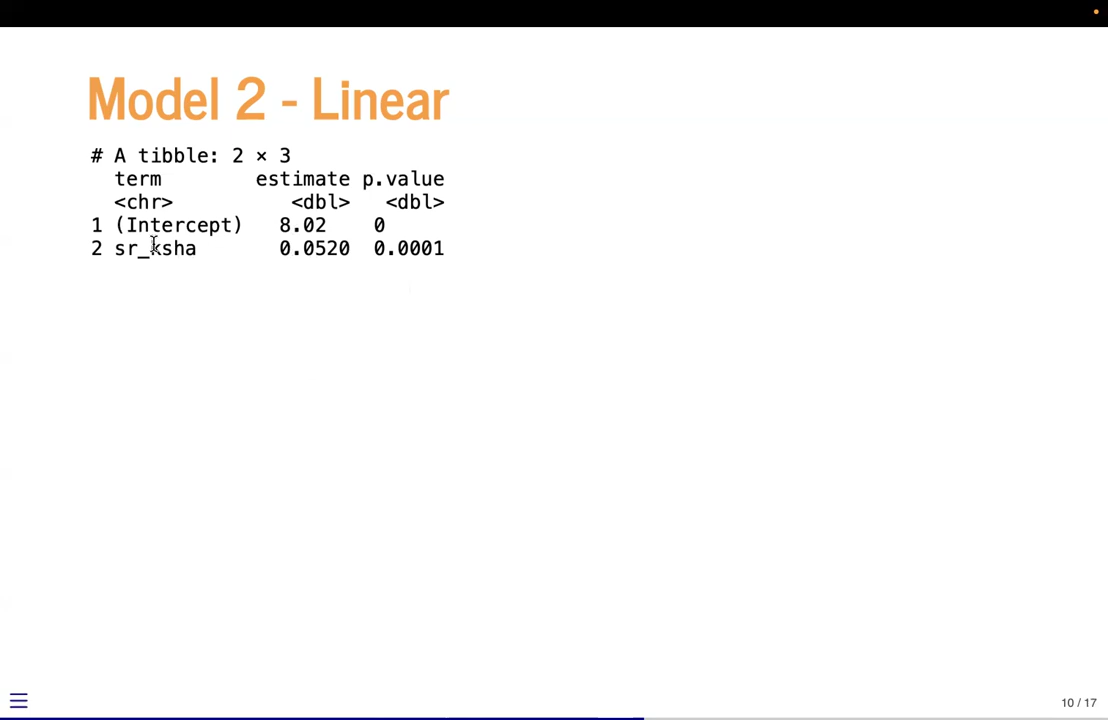 Model 2 - Linear
# A tibble: 2 × 3
term estimate p.value
<chr> <dbl> <dbl>
1 (Intercept) 8.02 0
2 sr_ksha 0.0520 0.0001
10 / 17